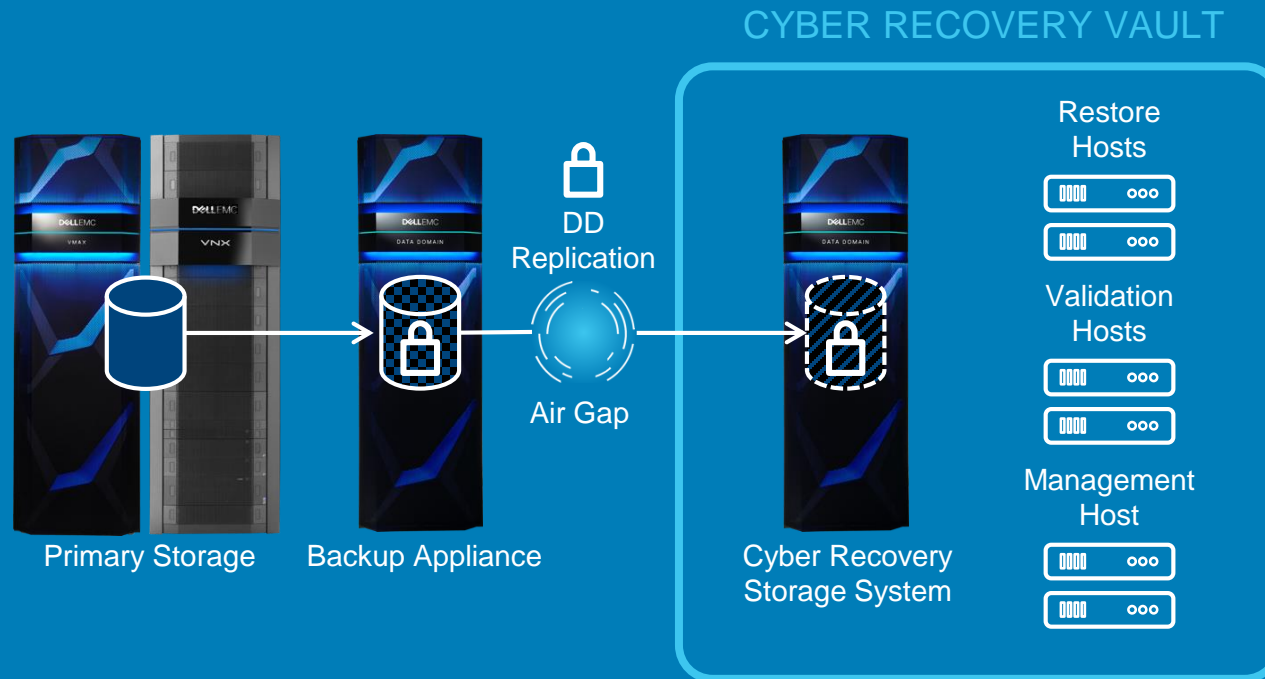 CYBER RECOVERY VAULT
Restore
Hosts
DELLEMC
VMAX
DELLEMC
VNX
DELLEMC
DATA DOMAIN
DD
Replication
DELLEMC
DATA DOMAIN
Validation
Hosts
Air Gap
Management
Host
Primary Storage
Backup Appliance
Cyber Recovery
Storage System